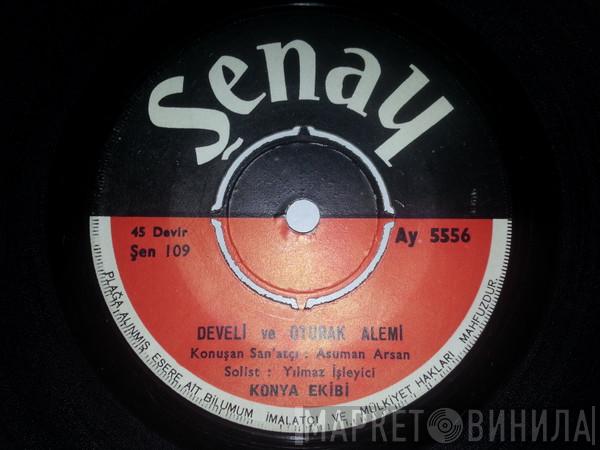 Şenay
45 Devir
Şen 109
Ay 5556
DEVELİ ve OTURAK ALEMİ
Konuşan San'atçı : Asuman Arsan
Solist : Yılmaz İşleyici
KONYA EKİBİ
PLAĞA ALINMIŞ ESERE AİT BİLUMUM İMALATÇI VE MÜLKİYET HAKLARI MAHFUZDUR.
МАРКЕТ ВИНИЛА